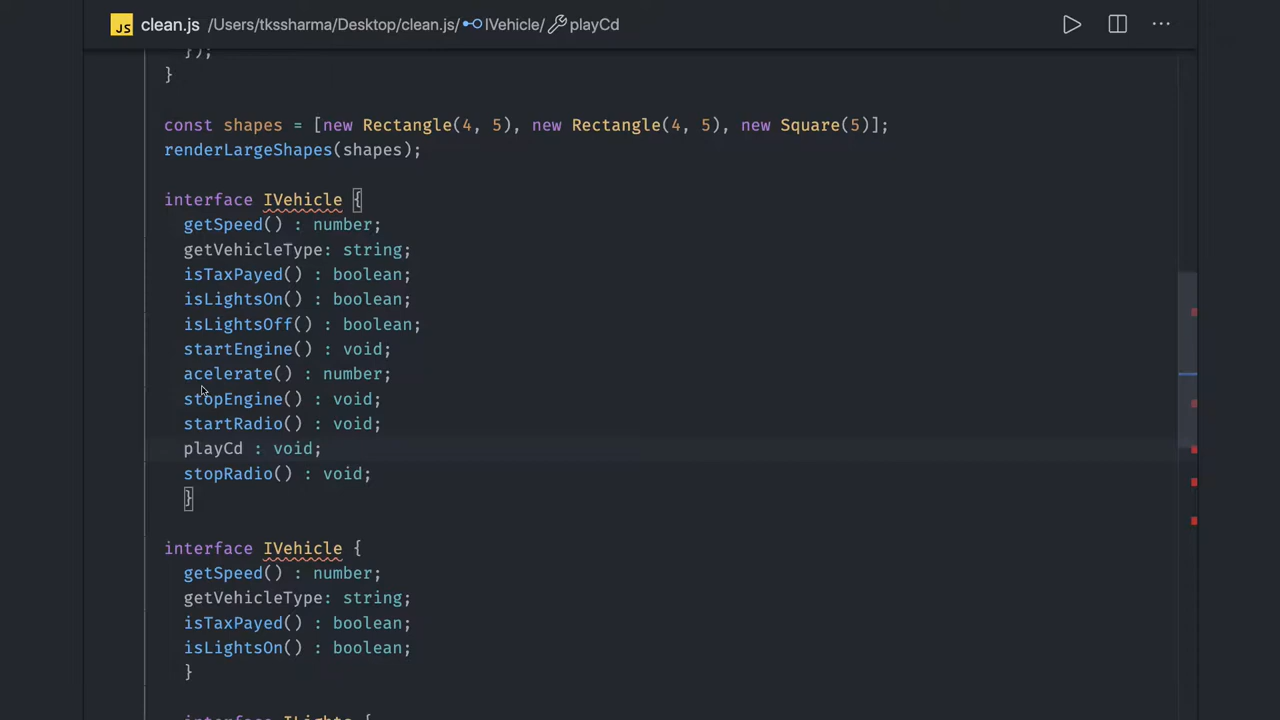 JS clean.js /Users/tkssharma/Desktop/clean.js/ IVehicle/ playCd ...
});
}
const shapes = [new Rectangle(4, 5), new Rectangle(4, 5), new Square(5)];
renderLargeShapes(shapes);
interface IVehicle {
getSpeed() : number;
getVehicleType: string;
isTaxPayed() : boolean;
isLightsOn() : boolean;
isLightsOff() : boolean;
startEngine() : void;
acelerate() : number;
stopEngine() : void;
startRadio() : void;
playCd : void;
stopRadio() : void;
}
interface IVehicle {
getSpeed() : number;
getVehicleType: string;
isTaxPayed() : boolean;
isLightsOn() : boolean;
}
interface ILights {